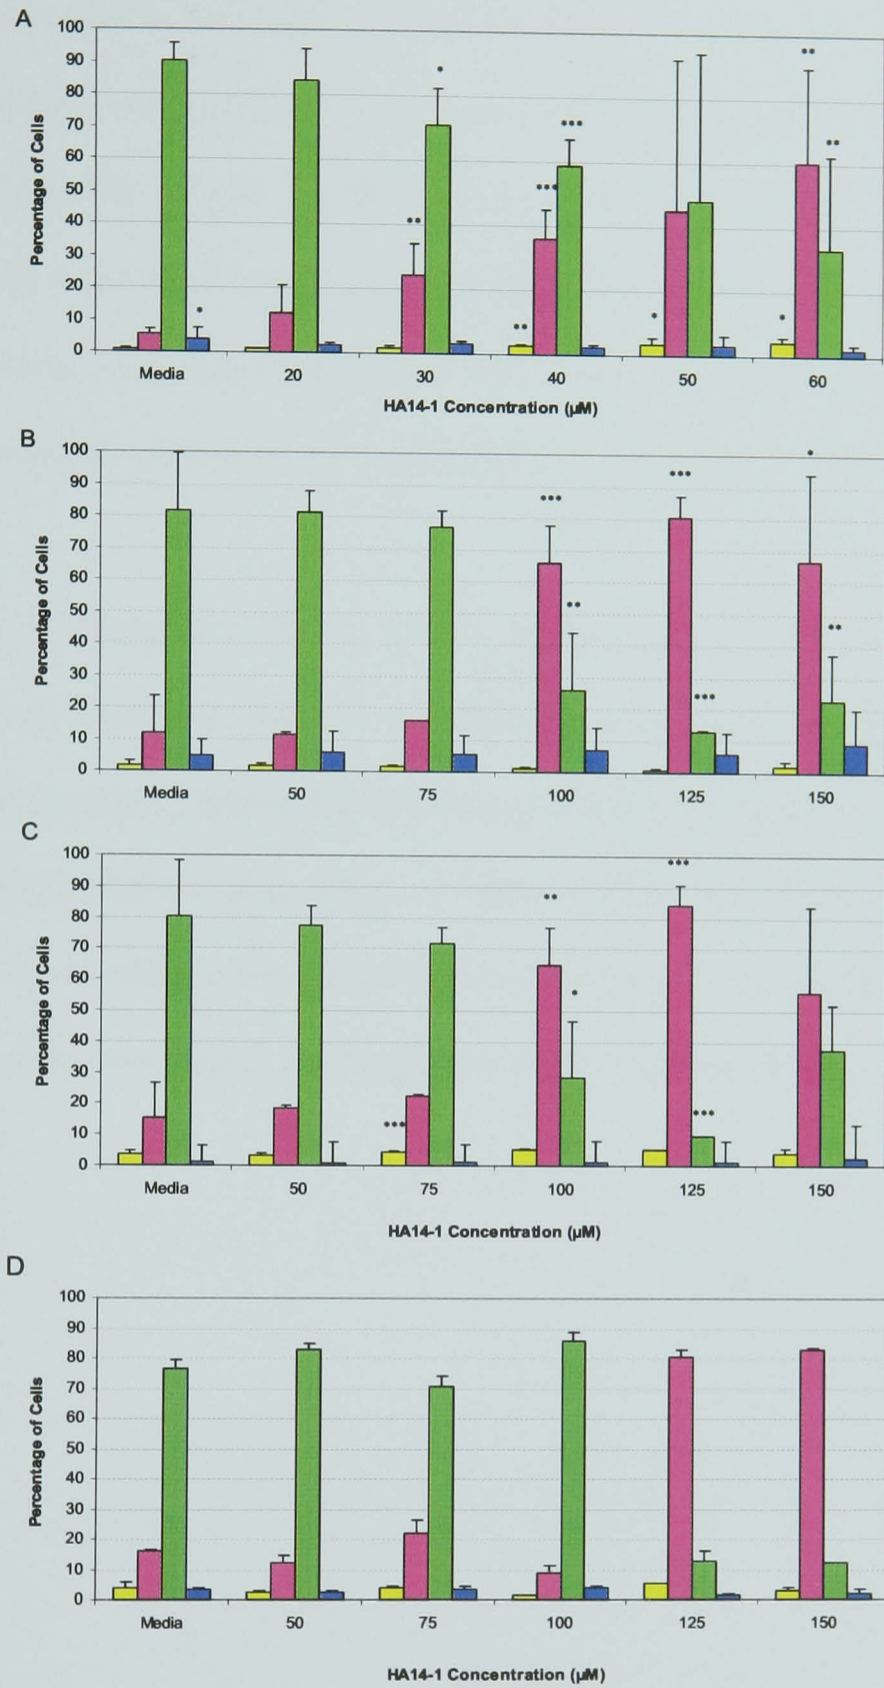 A
100
90
80
70
60
50
40
30
20
10
0
Percentage of Cells
Media 20 30 40 50 60
HA14-1 Concentration (µM)
* ** * ** *** *** * * ** **
B
100
90
80
70
60
50
40
30
20
10
0
Percentage of Cells
Media 50 75 100 125 150
*** ** *** *** * **
C
100
90
80
70
60
50
40
30
20
10
0
Percentage of Cells
Media 50 75 100 125 150
HA14-1 Concentration (µM)
*** ** * *** ***
D
100
90
80
70
60
50
40
30
20
10
0
Percentage of Cells
Media 50 75 100 125 150
HA14-1 Concentration (µM)